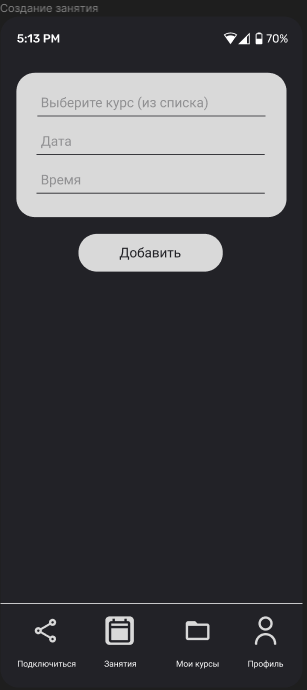 Создание занятия
5:13 PM 70%
Выберите курс (из списка)
Дата
Время
Добавить
Подключиться Занятия Мои курсы Профиль